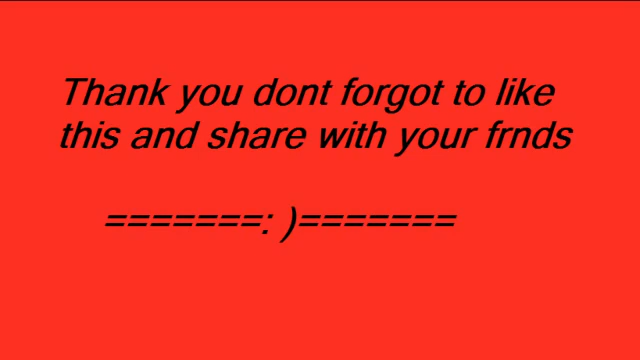 Thank you dont forgot to like
this and share with your frnds
=======: )=======